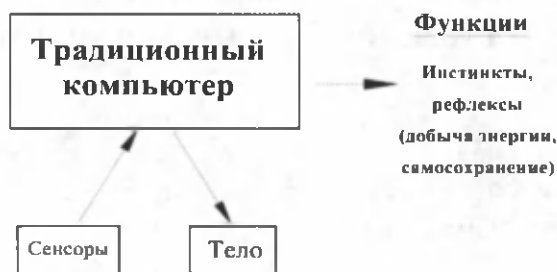 Традиционный
компьютер
Функции
Инстинкты,
рефлексы
(добыча энергии,
самосохранение)
Сенсоры
Тело